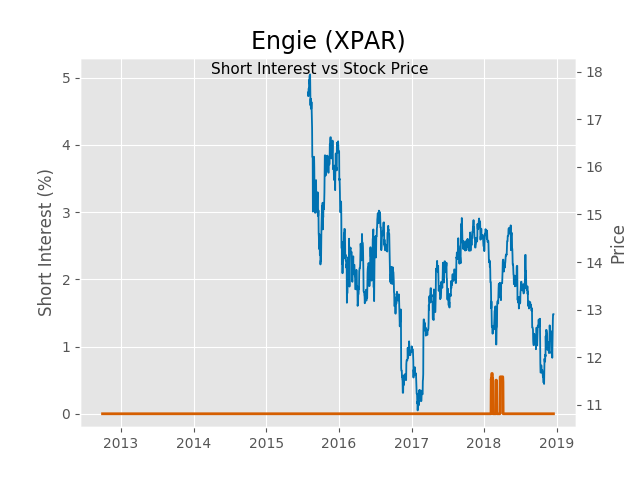 Engie (XPAR)
Short Interest vs Stock Price
Short Interest (%)
5
4
3
2
1
0
18
17
16
15
14
13
12
11
Price
2013 2014 2015 2016 2017 2018 2019